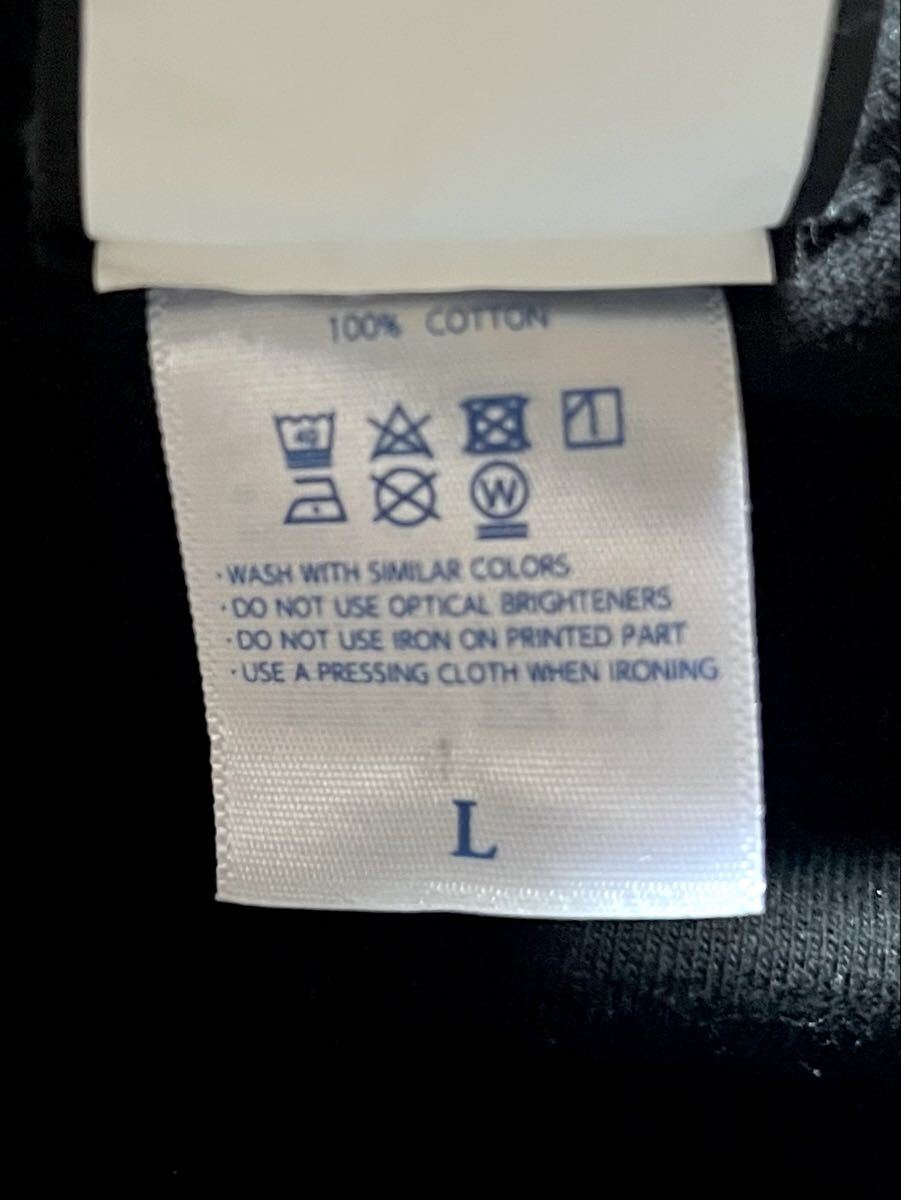 100% COTTON
40
W
· WASH WITH SIMILAR COLORS
· DO NOT USE OPTICAL BRIGHTENERS
· DO NOT USE IRON ON PRINTED PART
· USE A PRESSING CLOTH WHEN IRONING
L